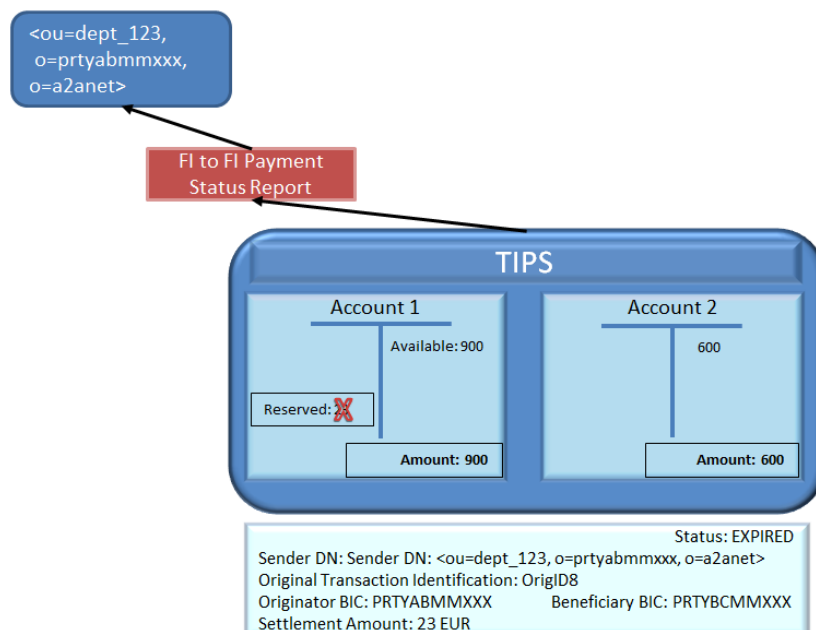 <ou=dept_123,
o=prtyabmmxxx,
o=a2anet>
FI to FI Payment
Status Report
TIPS
Account 1
Available: 900
Reserved: 23
Amount: 900
Account 2
600
Amount: 600
Status: EXPIRED
Sender DN: Sender DN: <ou=dept_123, o=prtyabmmxxx, o=a2anet>
Original Transaction Identification: OrigID8
Originator BIC: PRTYABMMXXX Beneficiary BIC: PRTYBCMMXXX
Settlement Amount: 23 EUR